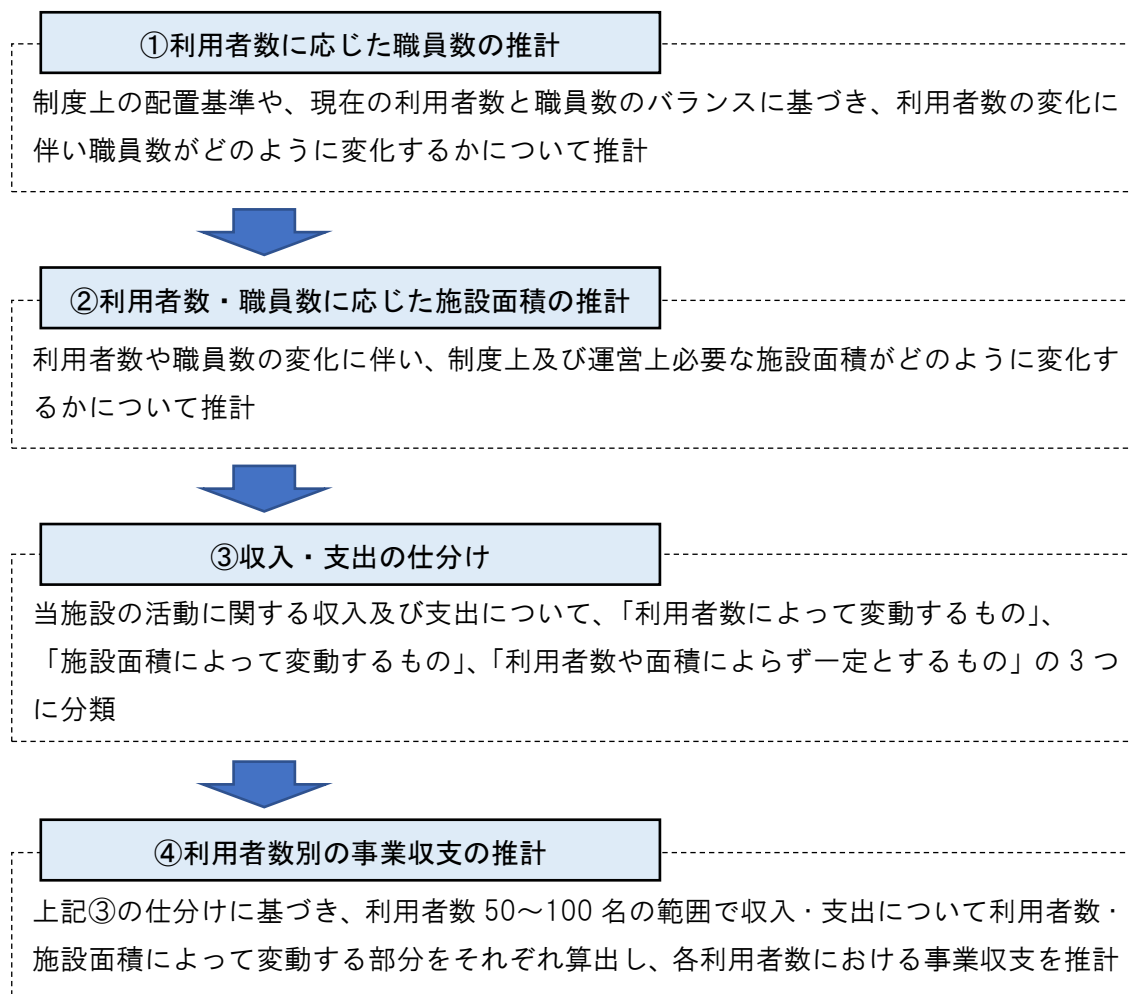 ①利用者数に応じた職員数の推計
制度上の配置基準や、現在の利用者数と職員数のバランスに基づき、利用者数の変化に
伴い職員数がどのように変化するかについて推計
②利用者数・職員数に応じた施設面積の推計
利用者数や職員数の変化に伴い、制度上及び運営上必要な施設面積がどのように変化す
るかについて推計
③収入・支出の仕分け
当施設の活動に関する収入及び支出について、「利用者数によって変動するもの」、
「施設面積によって変動するもの」、「利用者数や面積によらず一定とするもの」の 3 つ
に分類
④利用者数別の事業収支の推計
上記③の仕分けに基づき、利用者数 50～100 名の範囲で収入・支出について利用者数・
施設面積によって変動する部分をそれぞれ算出し、各利用者数における事業収支を推計